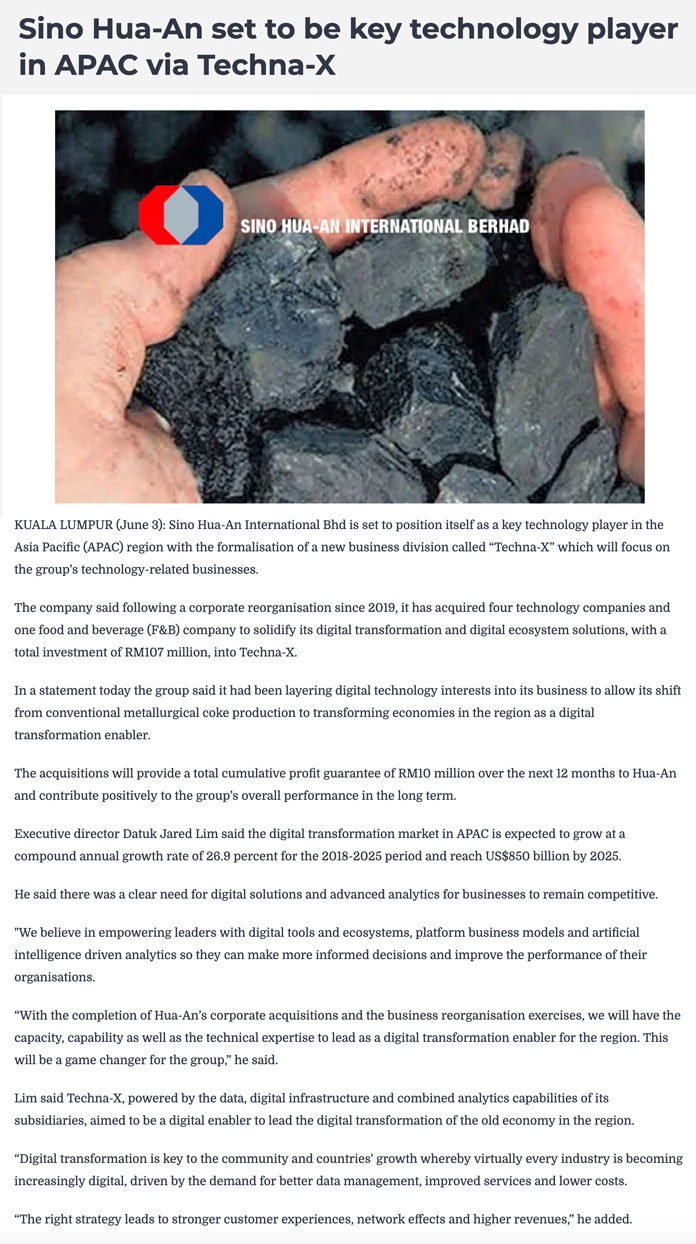 Sino Hua-An set to be key technology player
in APAC via Techna-X
SINO HUA-AN INTERNATIONAL BERHAD
KUALA LUMPUR (June 3): Sino Hua-An International Bhd is set to position itself as a key technology player in the
Asia Pacific (APAC) region with the formalisation of a new business division called “Techna-X” which will focus on
the group’s technology-related businesses.
The company said following a corporate reorganisation since 2019, it has acquired four technology companies and
one food and beverage (F&B) company to solidify its digital transformation and digital ecosystem solutions, with a
total investment of RM107 million, into Techna-X.
In a statement today the group said it had been layering digital technology interests into its business to allow its shift
from conventional metallurgical coke production to transforming economies in the region as a digital
transformation enabler.
The acquisitions will provide a total cumulative profit guarantee of RM10 million over the next 12 months to Hua-An
and contribute positively to the group’s overall performance in the long term.
Executive director Datuk Jared Lim said the digital transformation market in APAC is expected to grow at a
compound annual growth rate of 26.9 percent for the 2018-2025 period and reach US$850 billion by 2025.
He said there was a clear need for digital solutions and advanced analytics for businesses to remain competitive.
"We believe in empowering leaders with digital tools and ecosystems, platform business models and artificial
intelligence driven analytics so they can make more informed decisions and improve the performance of their
organisations.
“With the completion of Hua-An’s corporate acquisitions and the business reorganisation exercises, we will have the
capacity, capability as well as the technical expertise to lead as a digital transformation enabler for the region. This
will be a game changer for the group,” he said.
Lim said Techna-X, powered by the data, digital infrastructure and combined analytics capabilities of its
subsidiaries, aimed to be a digital enabler to lead the digital transformation of the old economy in the region.
“Digital transformation is key to the community and countries' growth whereby virtually every industry is becoming
increasingly digital, driven by the demand for better data management, improved services and lower costs.
“The right strategy leads to stronger customer experiences, network effects and higher revenues,” he added.